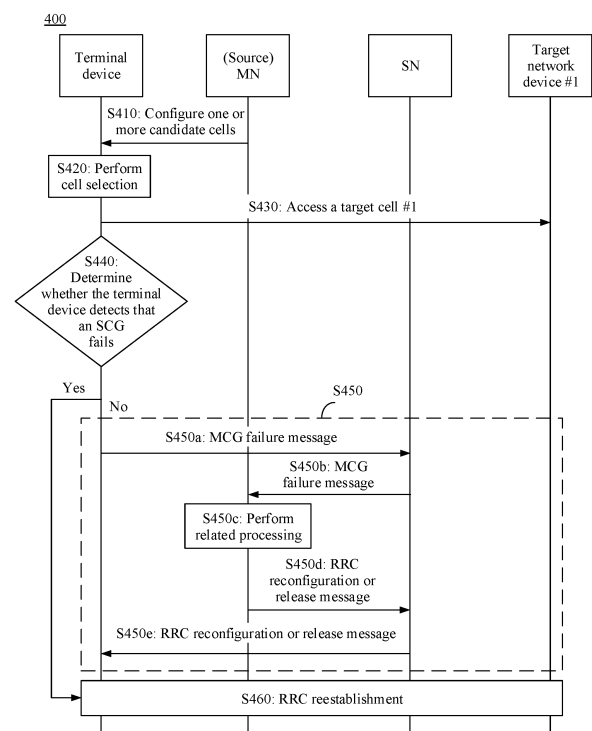 400
Terminal
device
(Source)
MN
SN
Target
network
device #1
S410: Configure one or
more candidate cells
S420: Perform
cell selection
S430: Access a target cell #1
S440:
Determine
whether the terminal
device detects that
an SCG
fails
Yes
No
S450
S450a: MCG failure message
S450b: MCG
failure message
S450c: Perform
related processing
S450d: RRC
reconfiguration or
release message
S450e: RRC reconfiguration or release message
S460: RRC reestablishment